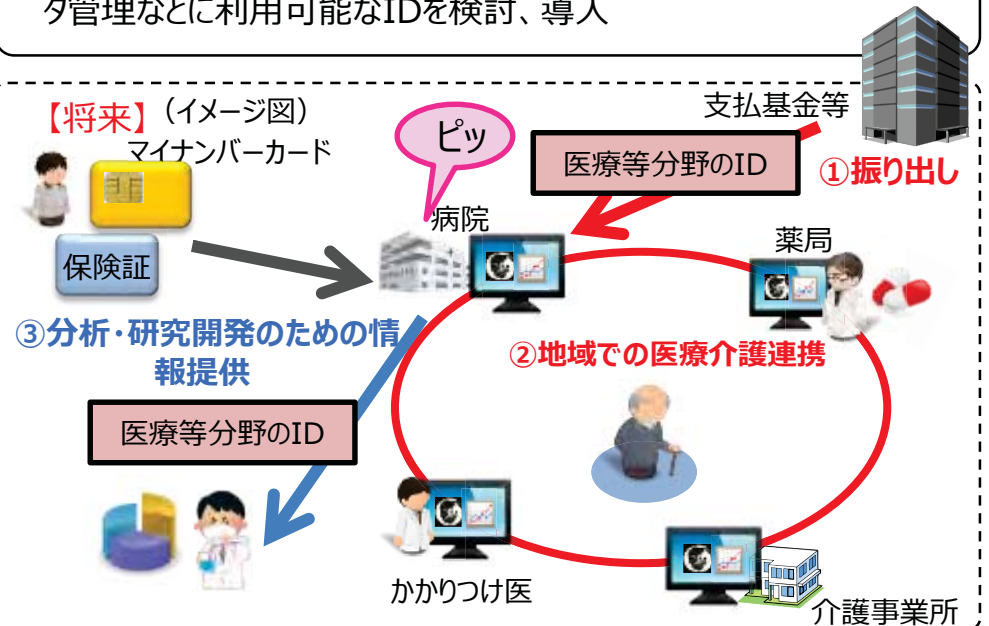 タ管理などに利用可能なIDを検討、導入
【将来】（イメージ図）
マイナンバーカード
保険証
ピッ
支払基金等
医療等分野のID
①振り出し
病院
薬局
③分析・研究開発のための情
報提供
②地域での医療介護連携
医療等分野のID
かかりつけ医
介護事業所